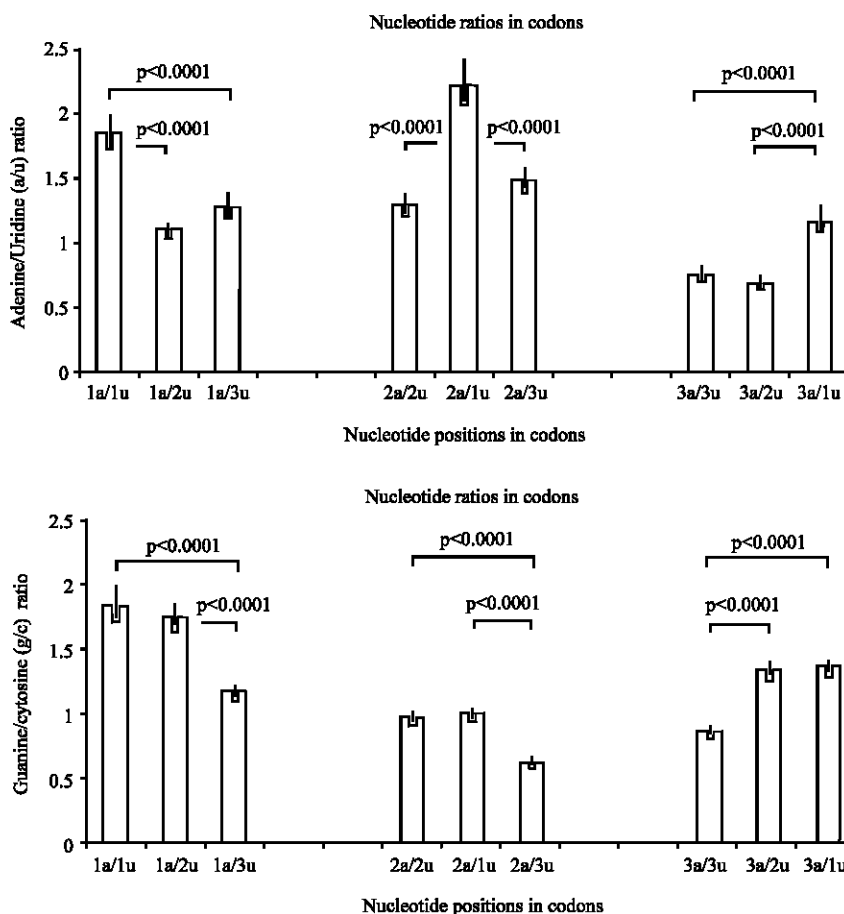 Nucleotide ratios in codons
Adenine/Uridine (a/u) ratio
2.5
2
1.5
1
0.5
0
p<0.0001
p<0.0001
p<0.0001
p<0.0001
p<0.0001
p<0.0001
1a/1u 1a/2u 1a/3u 2a/2u 2a/1u 2a/3u 3a/3u 3a/2u 3a/1u
Nucleotide positions in codons
Nucleotide ratios in codons
Guanine/cytosine (g/c) ratio
2.5
2
1.5
1
0.5
0
p<0.0001
p<0.0001
p<0.0001
p<0.0001
p<0.0001
p<0.0001
1a/1u 1a/2u 1a/3u 2a/2u 2a/1u 2a/3u 3a/3u 3a/2u 3a/1u
Nucleotide positions in codons